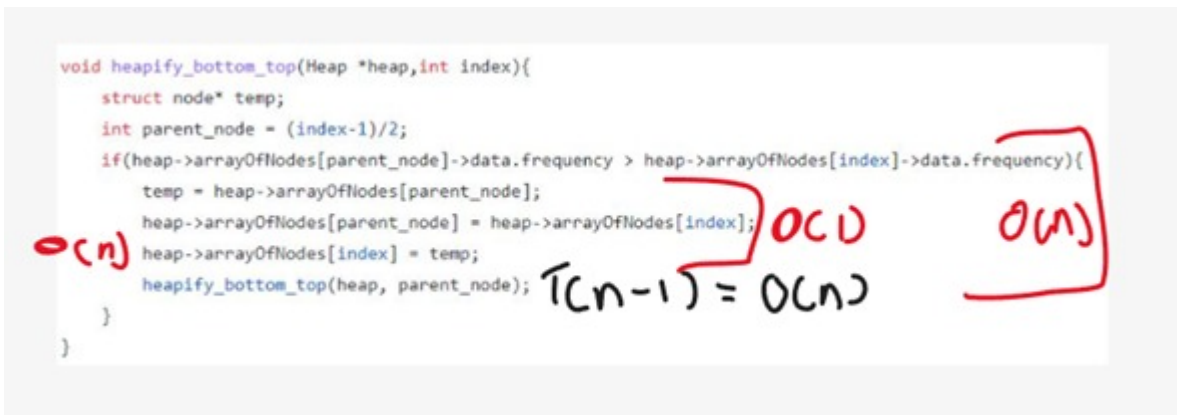 void heapify_bottom_top(Heap *heap,int index){
struct node* temp;
int parent_node = (index-1)/2;
if(heap->arrayOfNodes[parent_node]->data.frequency > heap->arrayOfNodes[index]->data.frequency){
temp = heap->arrayOfNodes[parent_node];
heap->arrayOfNodes[parent_node] = heap->arrayOfNodes[index]; O(1) O(n)
O(n) heap->arrayOfNodes[index] = temp;
heapify_bottom_top(heap, parent_node); T(n-1) = O(n)
}
}